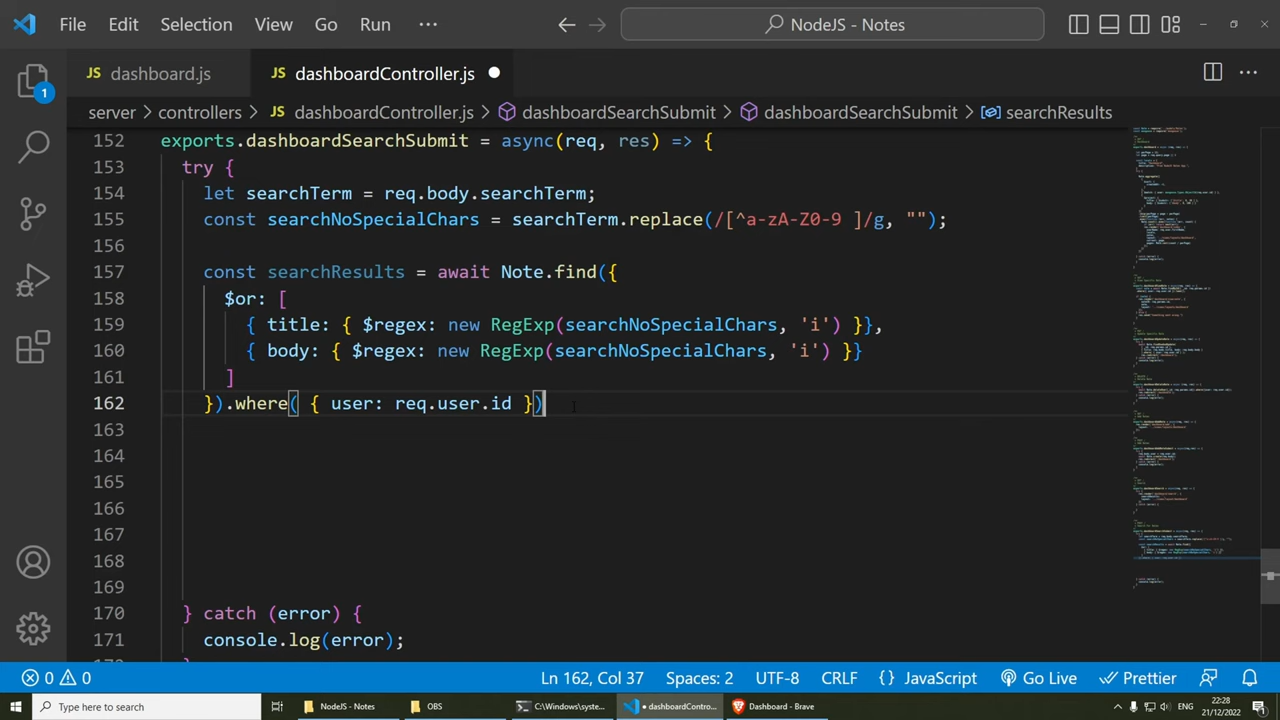 File Edit Selection View Go Run ··· NodeJS - Notes
JS dashboard.js JS dashboardController.js
server > controllers > JS dashboardController.js > dashboardSearchSubmit > dashboardSearchSubmit > searchResults
152 exports.dashboardSearchSubmit = async(req, res) => {
153 try {
154 let searchTerm = req.body.searchTerm;
155 const searchNoSpecialChars = searchTerm.replace(/[^a-zA-Z0-9 ]/g, "");
156
157 const searchResults = await Note.find({
158 $or: [
159 { title: { $regex: new RegExp(searchNoSpecialChars, 'i') }},
160 { body: { $regex: new RegExp(searchNoSpecialChars, 'i') }}
161 ]
162 }).where( { user: req.user.id })
163
164
165
166
167
168
169
170 } catch (error) {
171 console.log(error);
1
0 0 Ln 162, Col 37 Spaces: 2 UTF-8 CRLF {} JavaScript Go Live Prettier
Type here to search NodeJS - Notes OBS C:\Windows\syste... • dashboardContro... Dashboard - Brave 22:28
21/12/2022